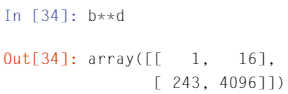 In [34]: b**d
Out[34]: array([[   1,   16],
                [ 243, 4096]])